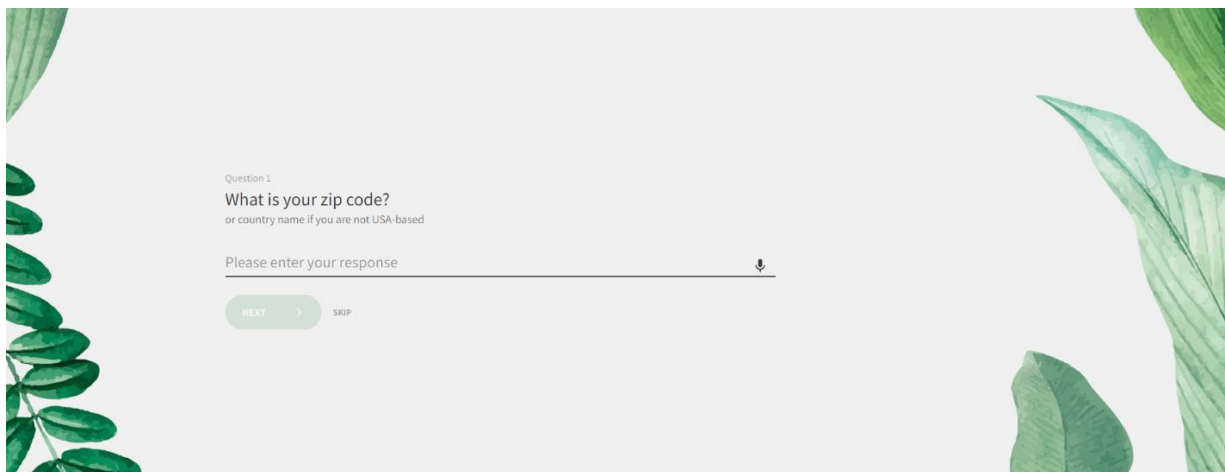 Question 1
What is your zip code?
or country name if you are not USA-based
Please enter your response
NEXT SKIP